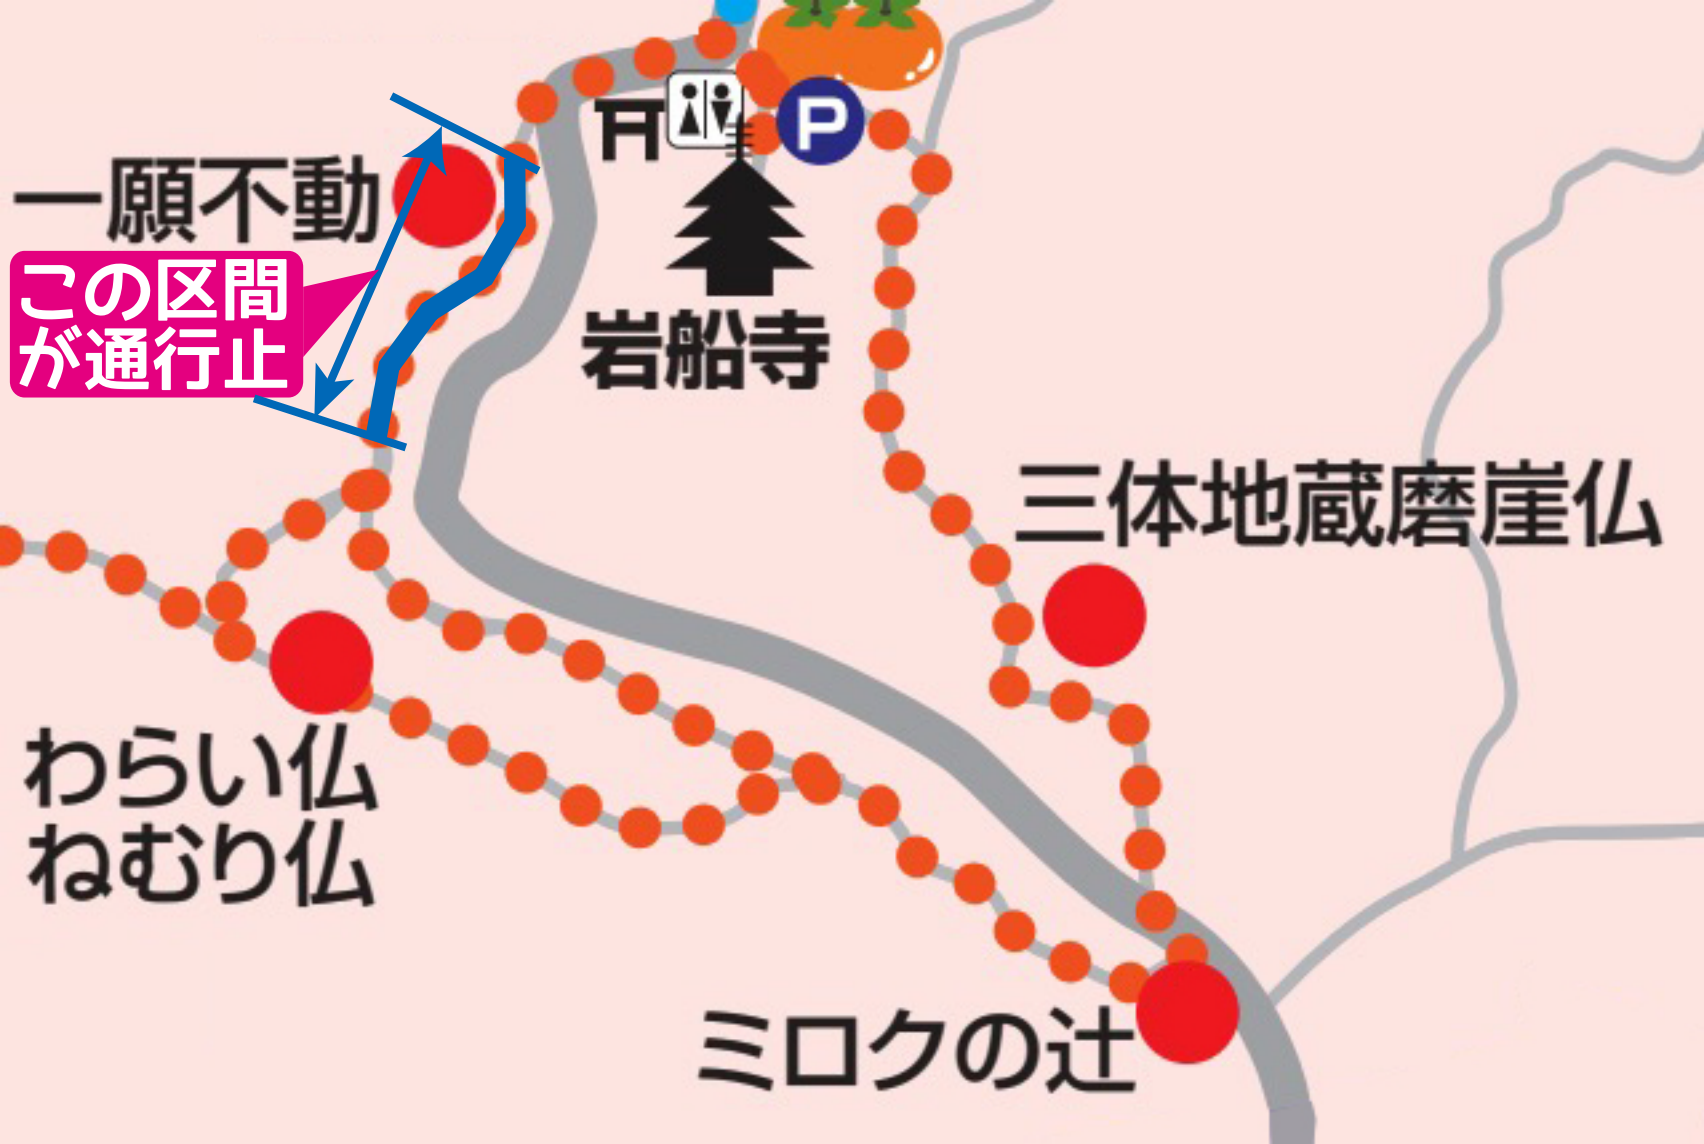 P
一願不動
この区間
が通行止
岩船寺
三体地蔵磨崖仏
わらい仏
ねむり仏
ミロクの辻